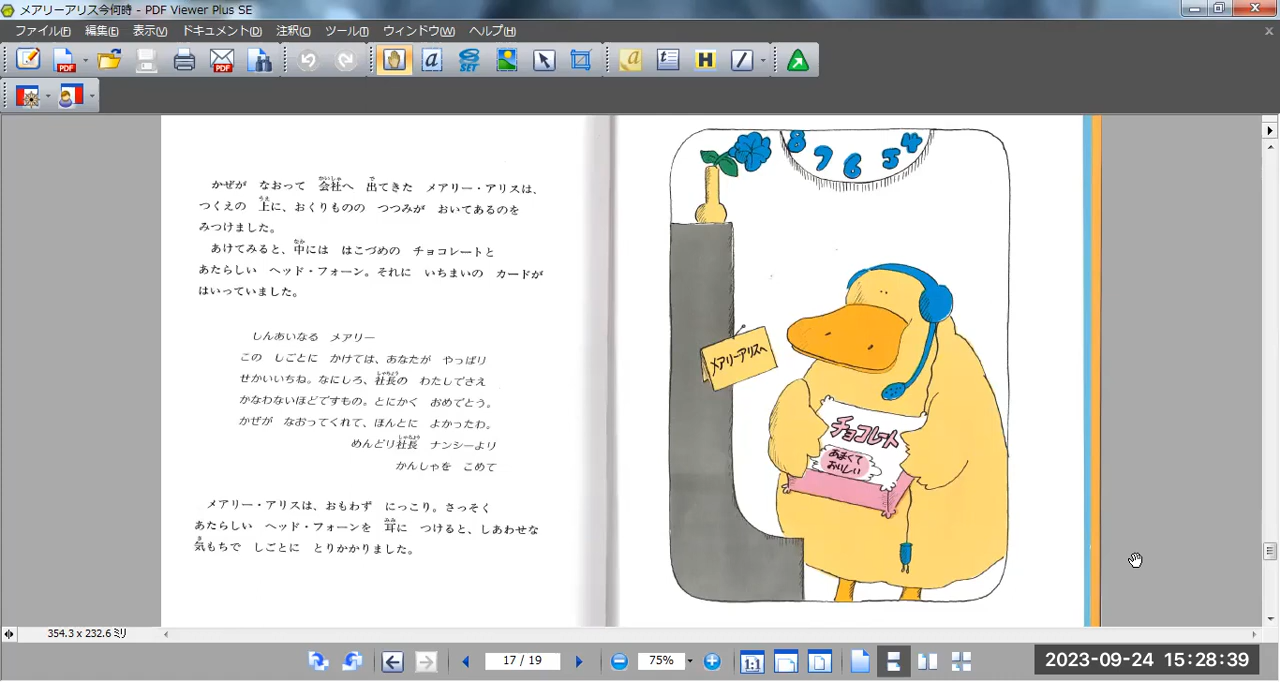 メアリーアリス今何時 - PDF Viewer Plus SE
ファイル(F) 編集(E) 表示(V) ドキュメント(D) 注釈(C) ツール(T) ウィンドウ(W) ヘルプ(H)
かぜが なおって 会社へ 出てきた メアリー・アリスは、
つくえの 上に、おくりものの つつみが おいてあるのを
みつけました。
あけてみると、中には はこづめの チョコレートと
あたらしい ヘッド・フォーン。それに いちまいの カードが
はいっていました。
しんあいなる メアリー
この しごとに かけては、あなたが やっぱり
せかいいちね。なにしろ、社長の わたしでさえ
かなわないほどですもの。とにかく おめでとう。
かぜが なおってくれて、ほんとに よかったわ。
めんどり社長 ナンシーより
かんしゃを こめて
メアリー・アリスは、おもわず にっこり。さっそく
あたらしい ヘッド・フォーンを 耳に つけると、しあわせな
気もちで しごとに とりかかりました。
8 7 6 5 4
メアリーアリスへ
チョコレート
あまくて
おいしい
354.3 x 232.6 ミリ
17 / 19
75%
2023-09-24 15:28:39